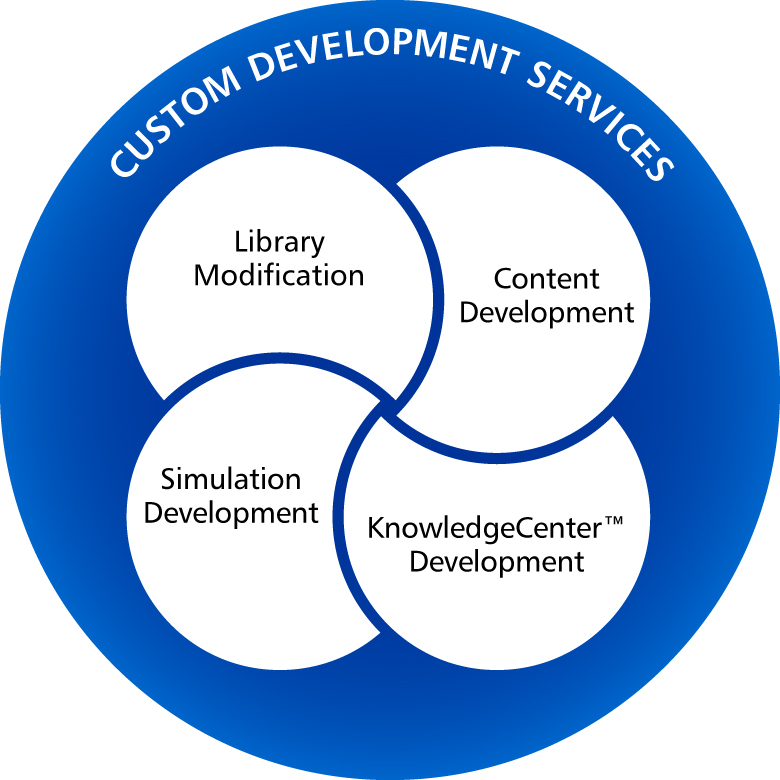 CUSTOM DEVELOPMENT SERVICES
Library
Modification
Content
Development
Simulation
Development
KnowledgeCenter™
Development